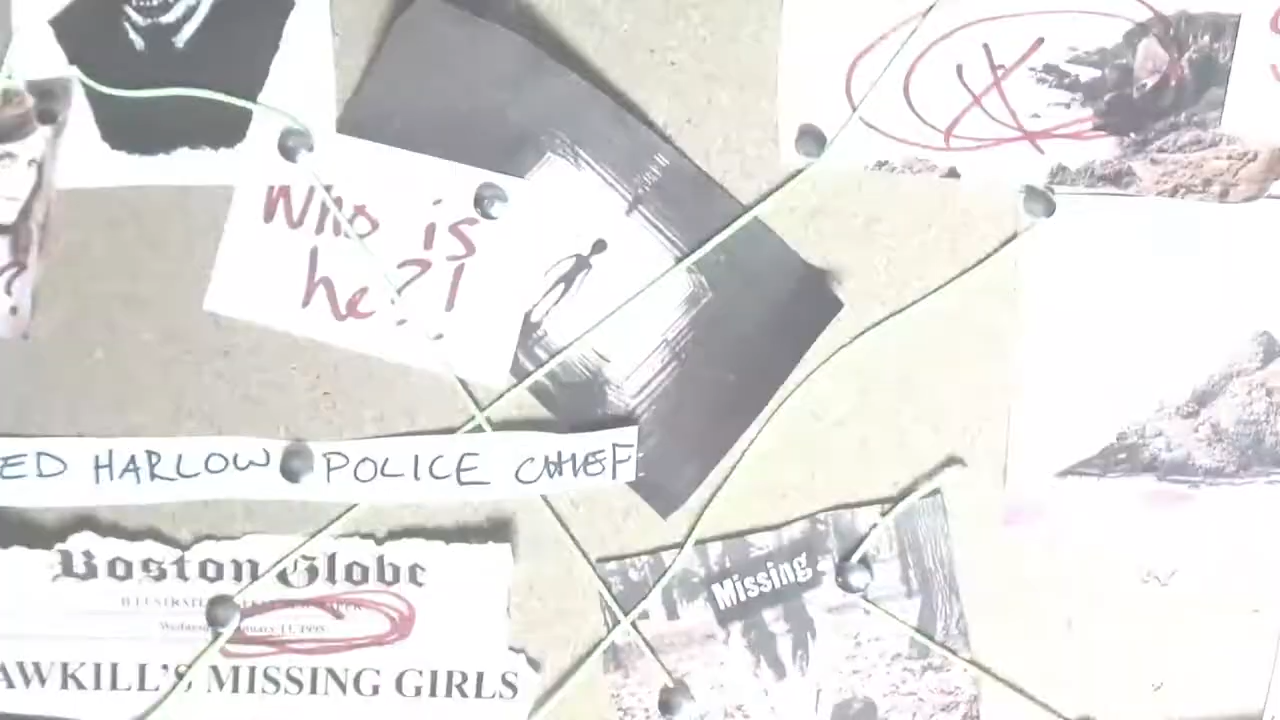 Who is
he?!
?
ED HARLOW POLICE CHIEF
Boston Globe
AWKILL'S MISSING GIRLS
Missing